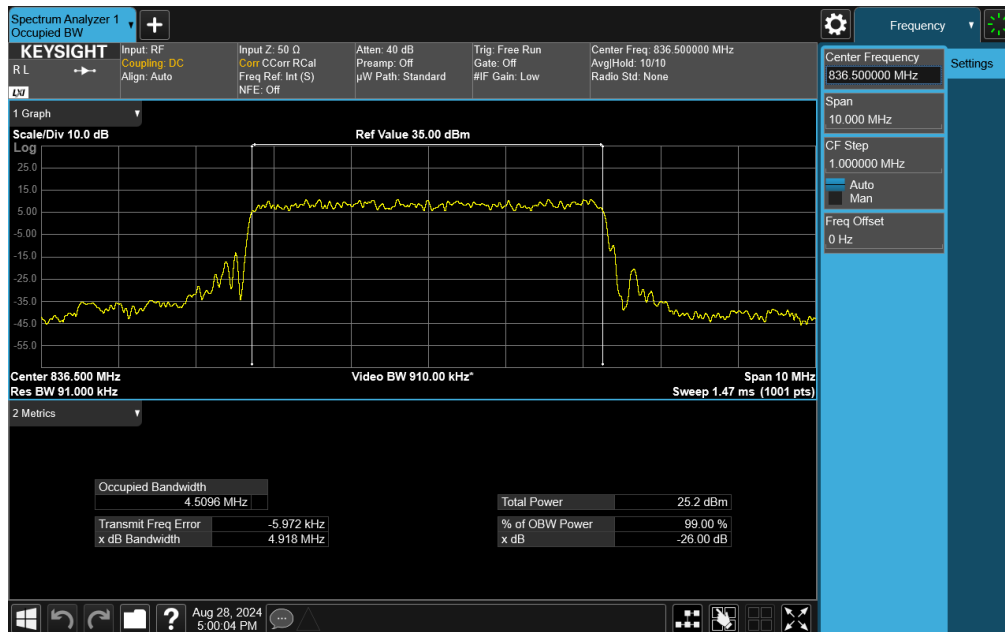 Spectrum Analyzer 1
Occupied BW
Frequency
KEYSIGHT
R L
LXI
Input: RF
Coupling: DC
Align: Auto
Input Z: 50 Ω
Corr CCorr RCal
Freq Ref: Int (S)
NFE: Off
Atten: 40 dB
Preamp: Off
µW Path: Standard
Trig: Free Run
Gate: Off
#IF Gain: Low
Center Freq: 836.500000 MHz
Avg|Hold: 10/10
Radio Std: None
Center Frequency
836.500000 MHz
Settings
Span
10.000 MHz
CF Step
1.000000 MHz
Auto
Man
Freq Offset
0 Hz
1 Graph
Scale/Div 10.0 dB
Ref Value 35.00 dBm
Log
25.0
15.0
5.00
-5.00
-15.0
-25.0
-35.0
-45.0
-55.0
Center 836.500 MHz
Video BW 910.00 kHz*
Span 10 MHz
Res BW 91.000 kHz
Sweep 1.47 ms (1001 pts)
2 Metrics
Occupied Bandwidth
4.5096 MHz
Total Power 25.2 dBm
Transmit Freq Error -5.972 kHz
% of OBW Power 99.00 %
x dB Bandwidth 4.918 MHz
x dB -26.00 dB
Aug 28, 2024
5:00:04 PM